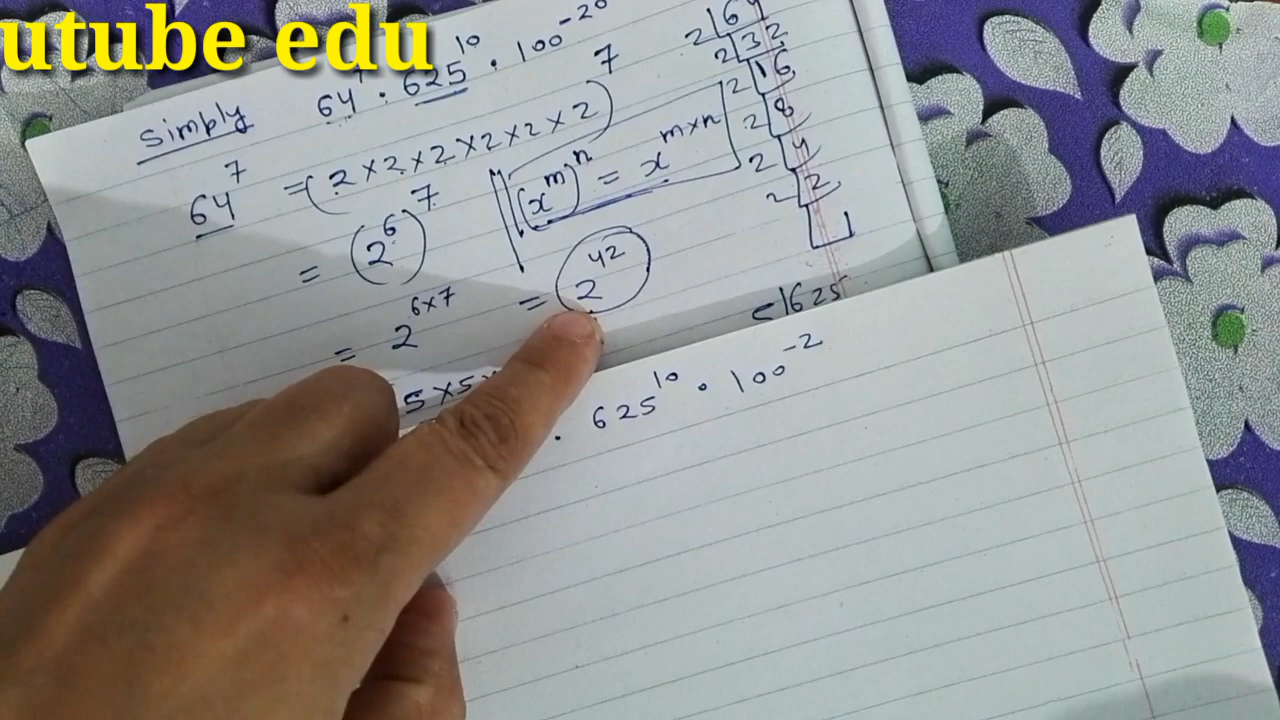 utube edu
Simply 64^7 · 625^10 · 100^-20
64^7 = (2×2×2×2×2×2)^7
= (2^6)^7 (x^m)^n = x^m×n
= 2^6×7 = 2^42
5×5×
2|64
2|32
2|16
2|8
2|4
2|2
5|625
· 625^10 · 100^-2